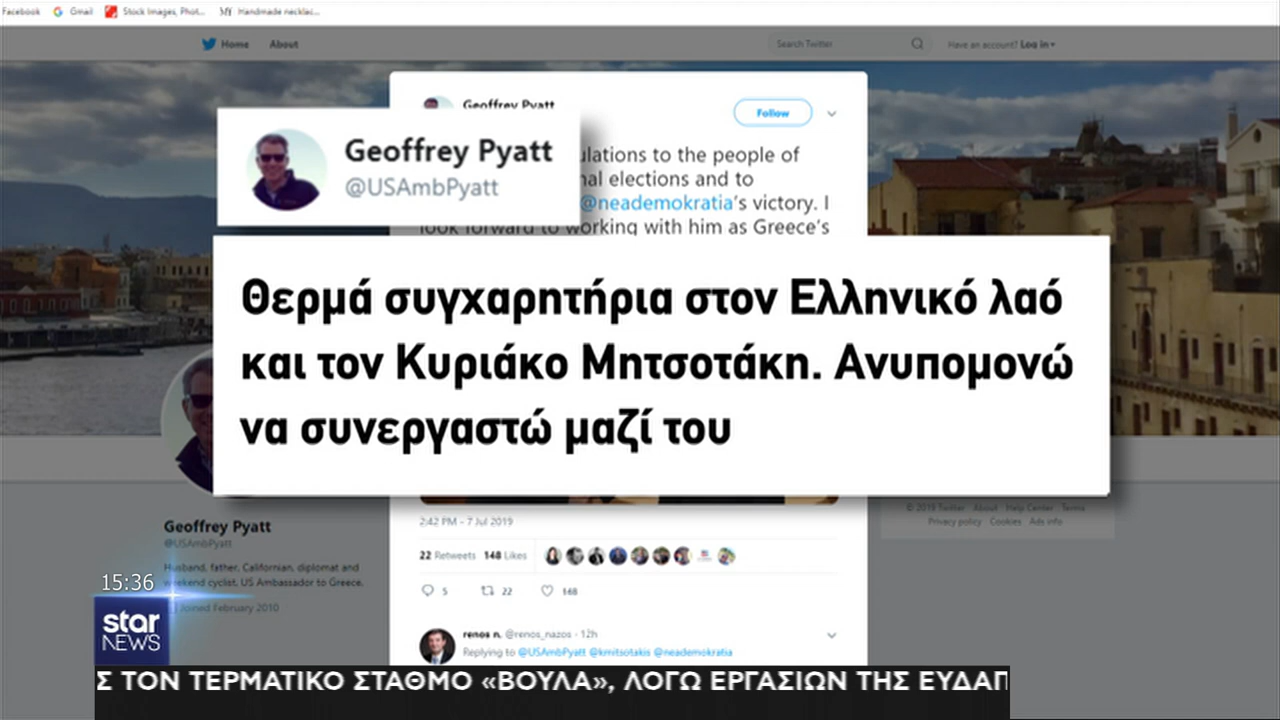 Facebook Gmail Stock Images, Phot... Handmade necklac...
Home About Search Twitter Have an account? Log in
Geoffrey Pyatt Follow
Geoffrey Pyatt
@USAmbPyatt
ulations to the people of
nal elections and to
@neademokratia's victory. I
look forward to working with him as Greece's
Θερμά συγχαρητήρια στον Ελληνικό λαό
και τον Κυριάκο Μητσοτάκη. Ανυπομονώ
να συνεργαστώ μαζί του
© 2019 Twitter About Help Center Terms
Privacy policy Cookies Ads info
2:42 PM - 7 Jul 2019
22 Retweets 148 Likes
5 22 148
Geoffrey Pyatt
@USAmbPyatt
Husband, father, Californian, diplomat and
weekend cyclist. US Ambassador to Greece.
Joined February 2010
renos n. @renos_nazos · 12h
Replying to @USAmbPyatt @kmitsotakis @neademokratia
15:36
star
NEWS
Σ ΤΟΝ ΤΕΡΜΑΤΙΚΟ ΣΤΑΘΜΟ «ΒΟΥΛΑ», ΛΟΓΩ ΕΡΓΑΣΙΩΝ ΤΗΣ ΕΥΔΑΠ